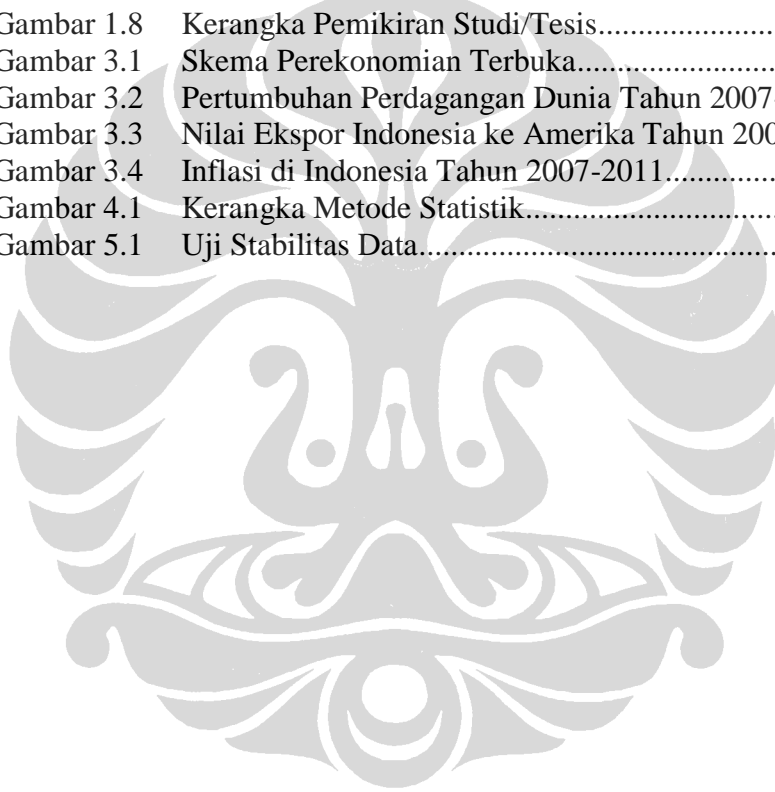 Gambar 1.8 Kerangka Pemikiran Studi/Tesis......................
Gambar 3.1 Skema Perekonomian Terbuka.........................
Gambar 3.2 Pertumbuhan Perdagangan Dunia Tahun 2007-
Gambar 3.3 Nilai Ekspor Indonesia ke Amerika Tahun 200
Gambar 3.4 Inflasi di Indonesia Tahun 2007-2011..............
Gambar 4.1 Kerangka Metode Statistik................................
Gambar 5.1 Uji Stabilitas Data.............................................